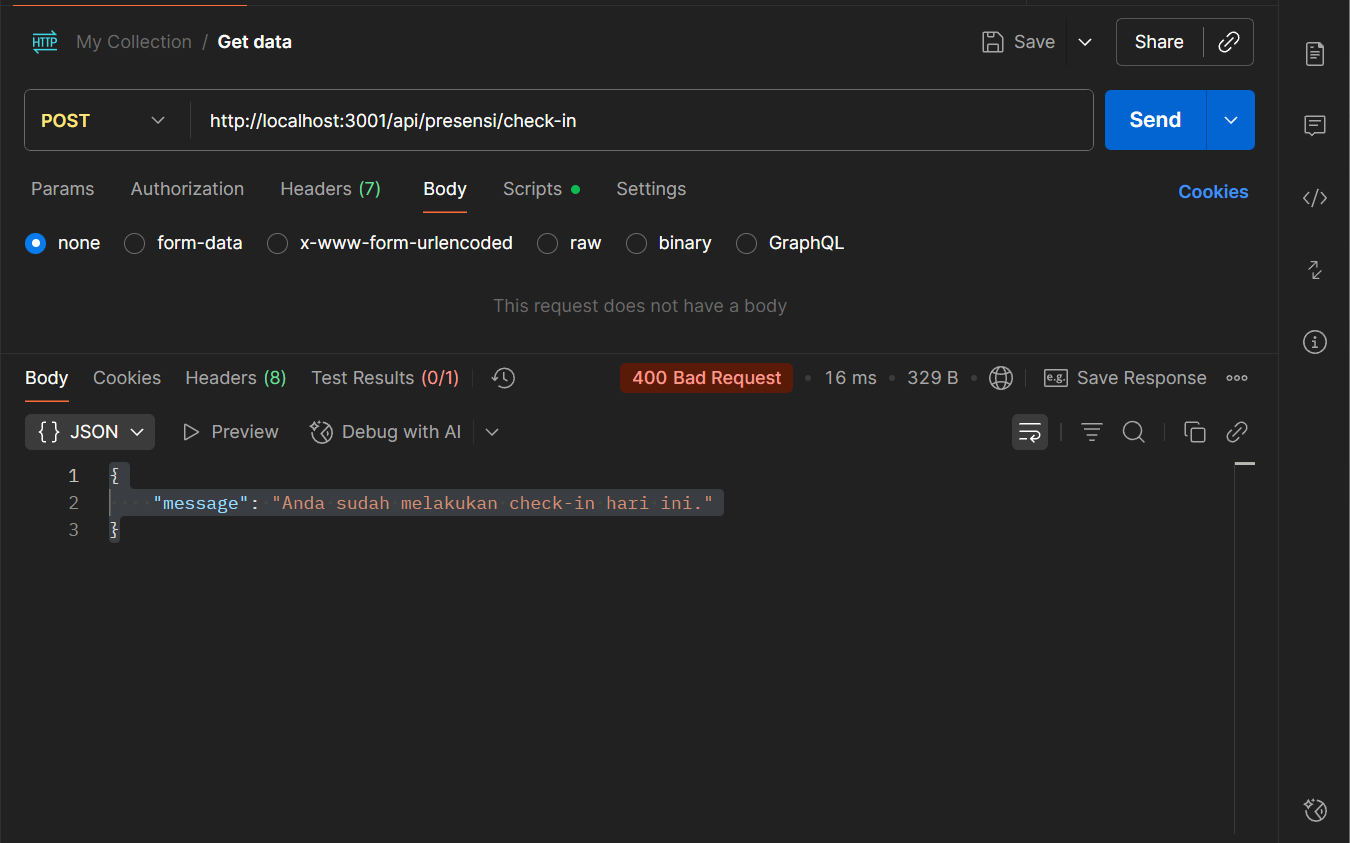 HTTP My Collection / Get data Save Share
POST http://localhost:3001/api/presensi/check-in Send
Params Authorization Headers (7) Body Scripts Settings Cookies
none form-data x-www-form-urlencoded raw binary GraphQL
This request does not have a body
Body Cookies Headers (8) Test Results (0/1) 400 Bad Request 16 ms 329 B e.g. Save Response
{} JSON Preview Debug with AI
1 {
2 "message": "Anda sudah melakukan check-in hari ini."
3 }